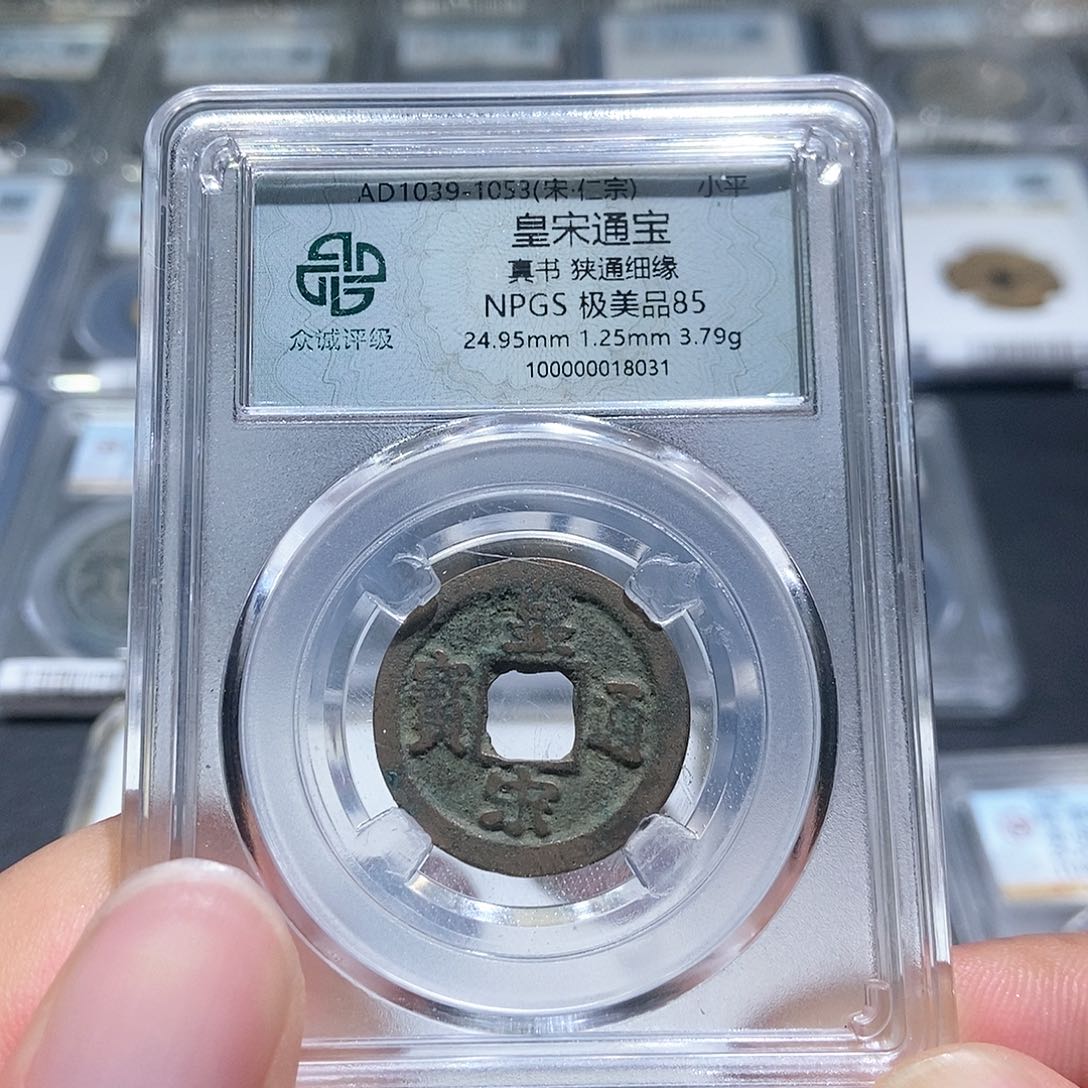 AD1039-1053(宋·仁宗) 小平
皇宋通宝
真书 狭通细缘
NPGS 极美品85
24.95mm 1.25mm 3.79g
100000018031
众诚评级
皇宋通寳